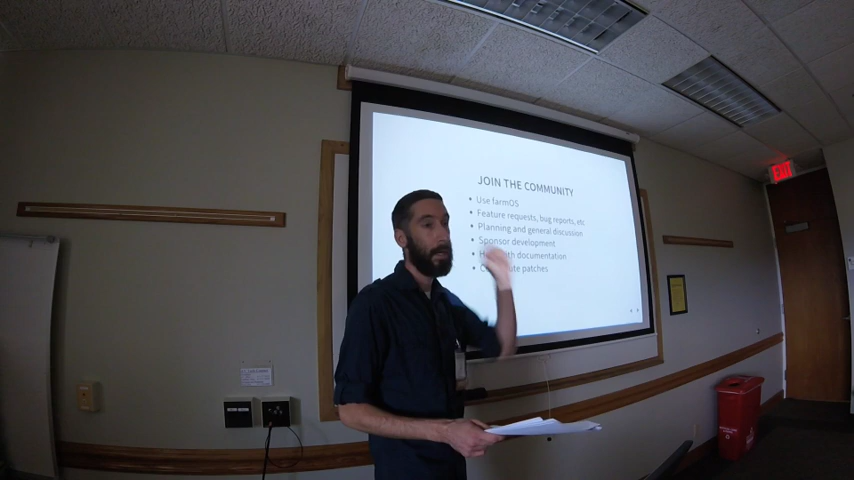 JOIN THE COMMUNITY
Use farmOS
Feature requests, bug reports, etc
Planning and general discussion
Sponsor development
documentation
patches
EXIT